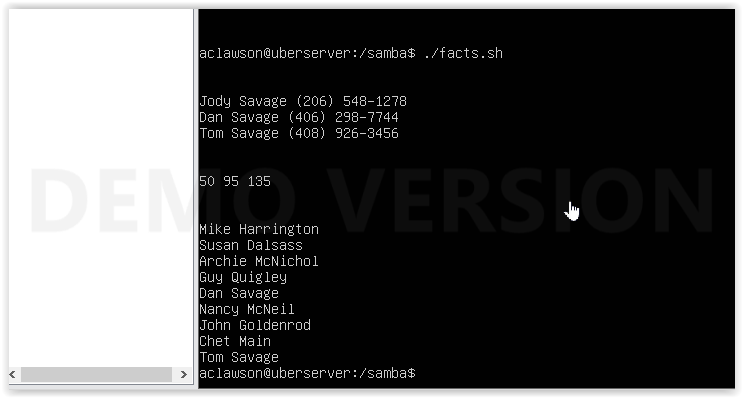 aclawson@uberserver:/samba$ ./facts.sh
Jody Savage (206) 548-1278
Dan Savage (406) 298-7744
Tom Savage (408) 926-3456
50 95 135
DEMO VERSION
Mike Harrington
Susan Dalsass
Archie McNichol
Guy Quigley
Dan Savage
Nancy McNeil
John Goldenrod
Chet Main
Tom Savage
aclawson@uberserver:/samba$